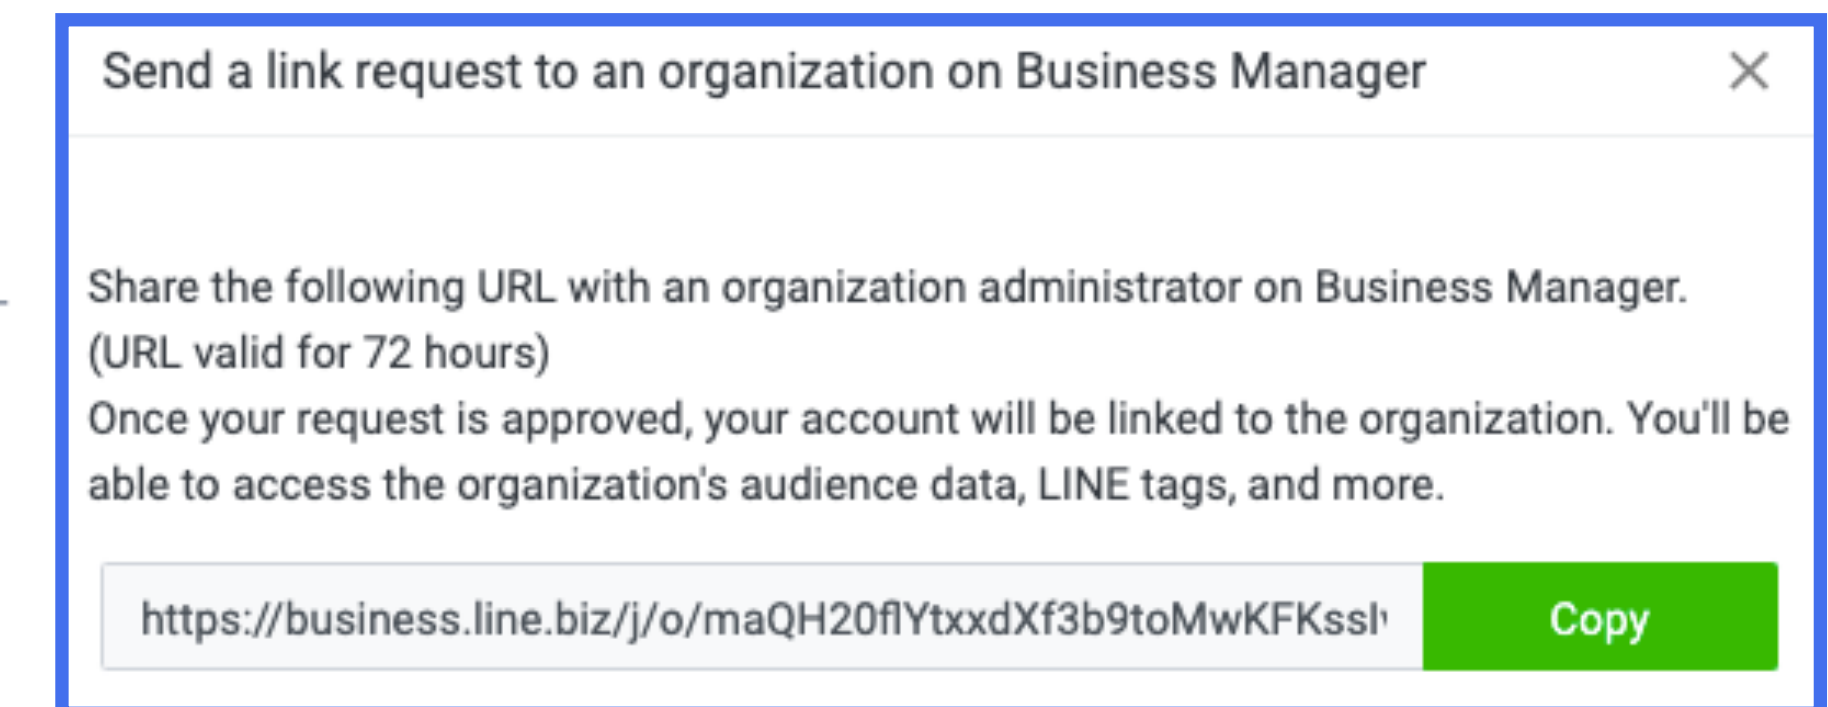 Send a link request to an organization on Business Manager
Share the following URL with an organization administrator on Business Manager.
(URL valid for 72 hours)
Once your request is approved, your account will be linked to the organization. You'll be
able to access the organization's audience data, LINE tags, and more.
https://business.line.biz/j/o/maQH20flYtxxdXf3b9toMwKFKssI
Copy